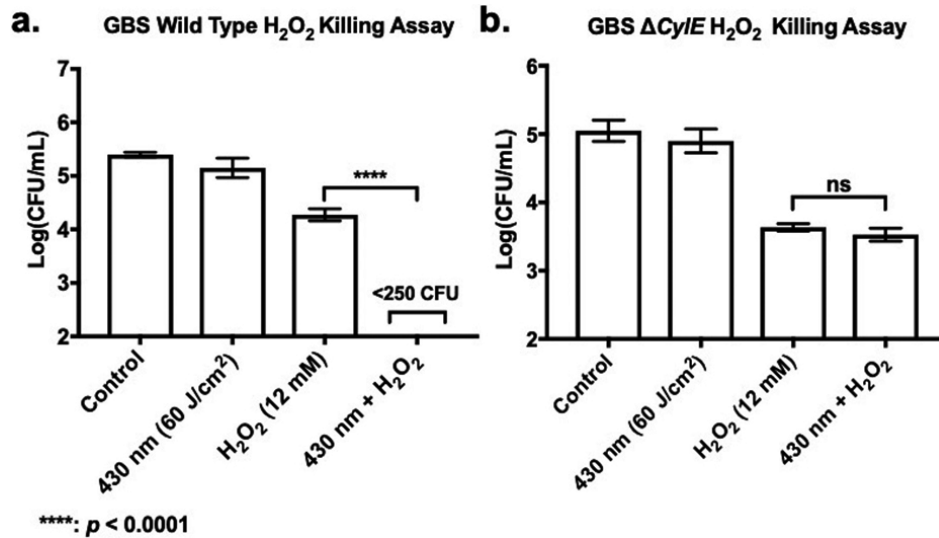 a. GBS Wild Type H₂O₂ Killing Assay
Log(CFU/mL)
7
6
5
4
3
2
****
<250 CFU
Control
430 nm (60 J/cm²)
H₂O₂ (12 mM)
430 nm + H₂O₂
****: p < 0.0001
b. GBS ΔCylE H₂O₂ Killing Assay
Log(CFU/mL)
6
5
4
3
2
ns
Control
430 nm (60 J/cm²)
H₂O₂ (12 mM)
430 nm + H₂O₂